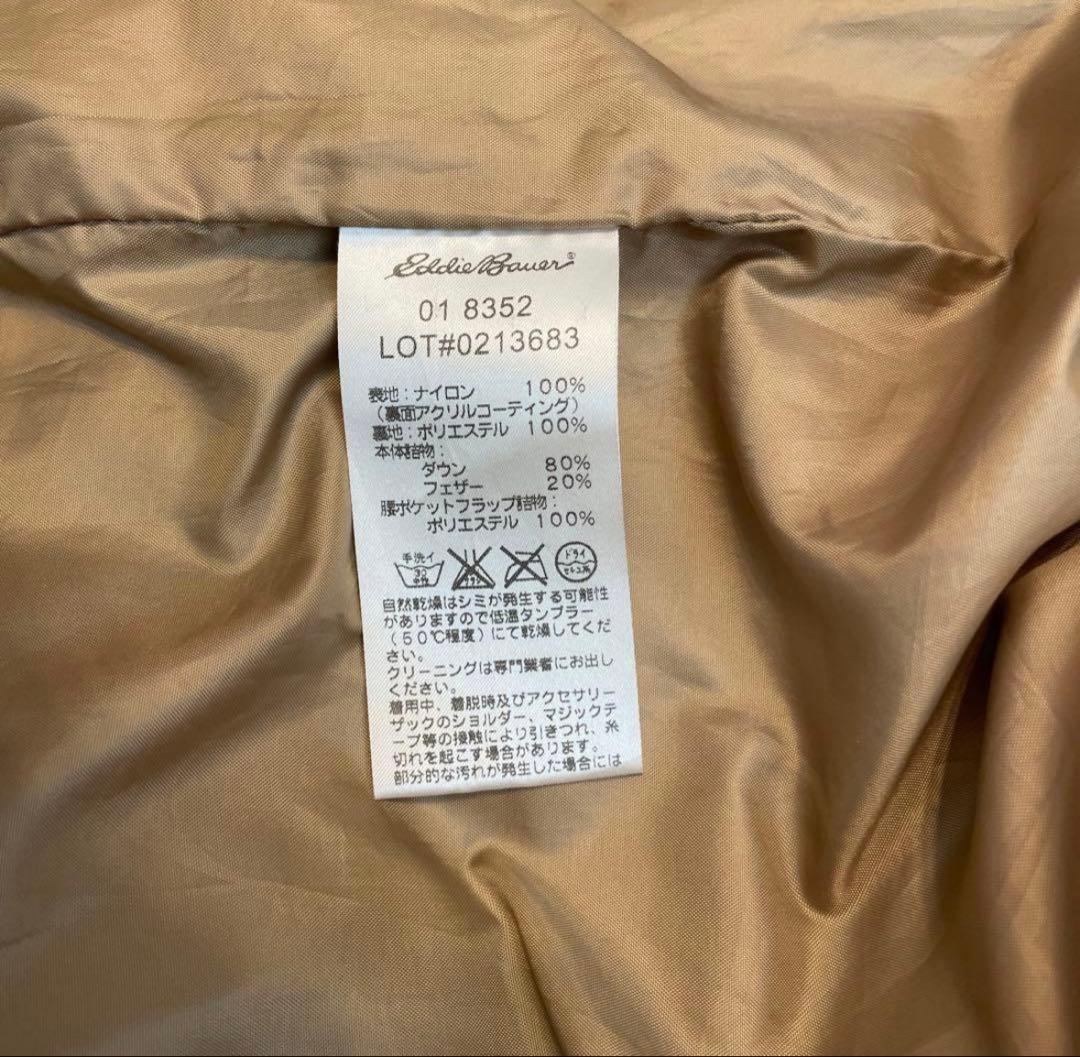 Eddie Bauer®
01 8352
LOT#0213683
表地:ナイロン 100%
(裏面アクリルコーティング)
裏地:ポリエステル 100%
本体詰物:
ダウン 80%
フェザー 20%
腰ポケットフラップ詰物:
ポリエステル 100%
手洗イ 30 中性 ドライ セキユ系
自然乾燥はシミが発生する可能性
がありますので低温タンブラー
(50℃程度)にて乾燥してくだ
さい。
クリーニングは専門業者にお出し
ください。
着用中、着脱時及びアクセサリー
ザックのショルダー、マジックテ
ープ等の接触により引きつれ、糸
切れを起こす場合があります。
部分的な汚れが発生した場合には